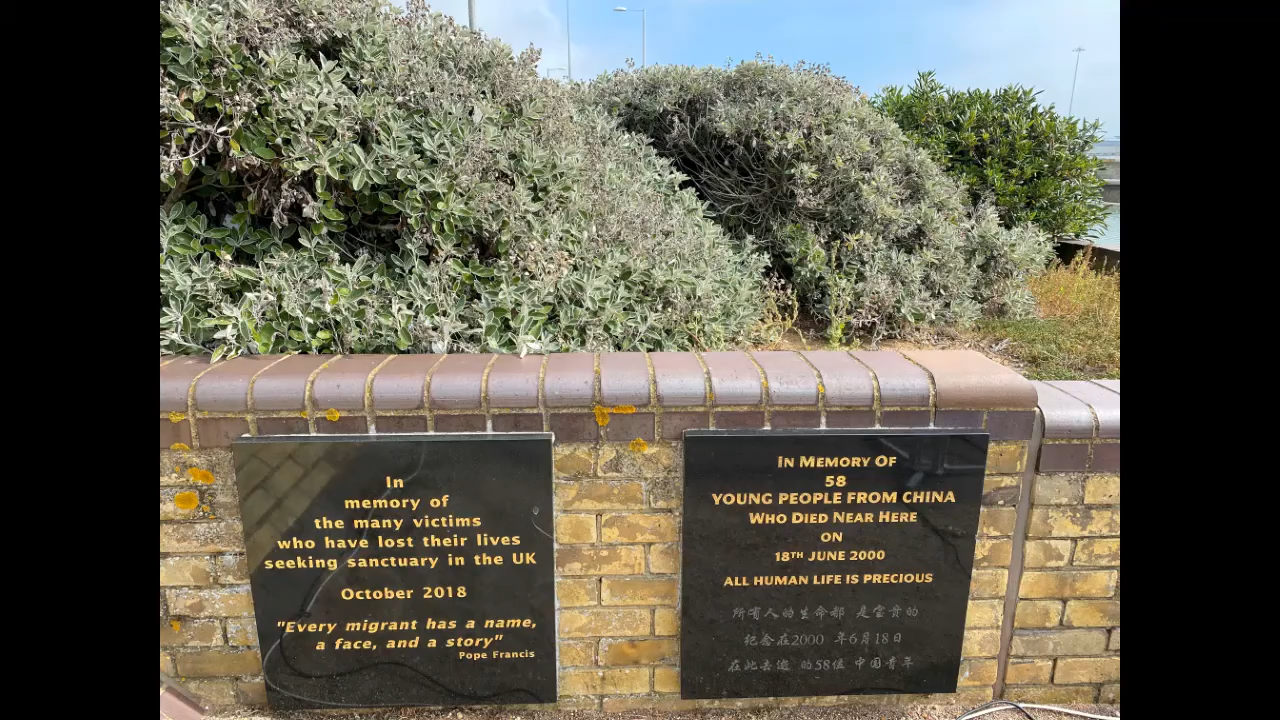 In
memory of
the many victims
who have lost their lives
seeking sanctuary in the UK
October 2018
"Every migrant has a name,
a face, and a story"
Pope Francis
IN MEMORY OF
58
YOUNG PEOPLE FROM CHINA
WHO DIED NEAR HERE
ON
18TH JUNE 2000
ALL HUMAN LIFE IS PRECIOUS
所有人的生命都 是宝贵的
纪念在2000 年6月18日
在此去逝 的58位 中国青年